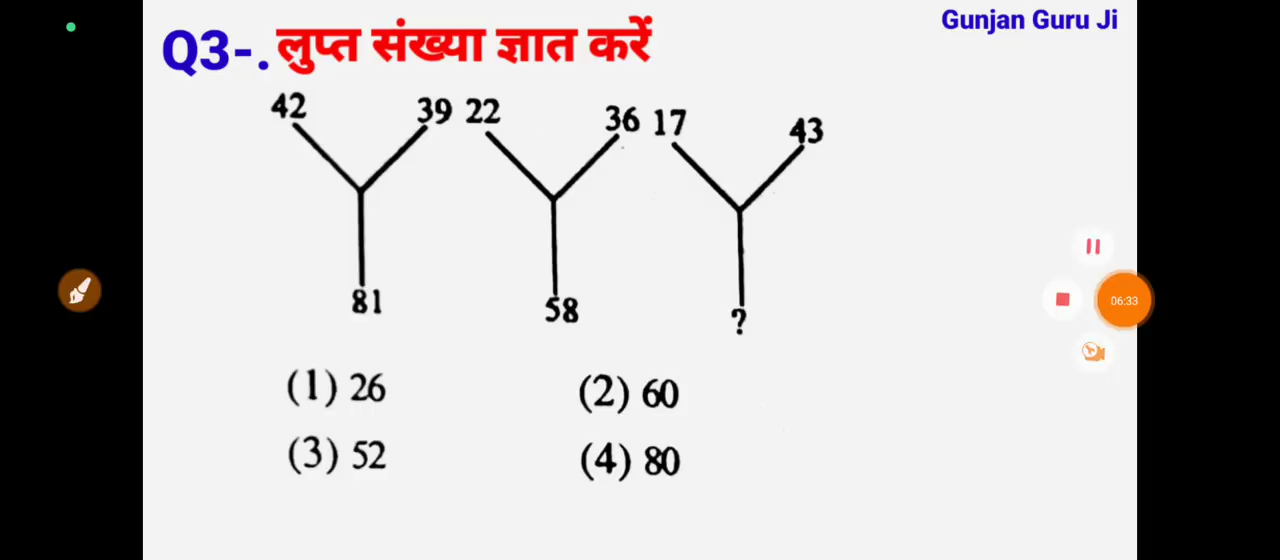 Gunjan Guru Ji
Q3-. लुप्त संख्या ज्ञात करें
42 39 22 36 17 43
81 58 ?
(1) 26 (2) 60
(3) 52 (4) 80
06:33